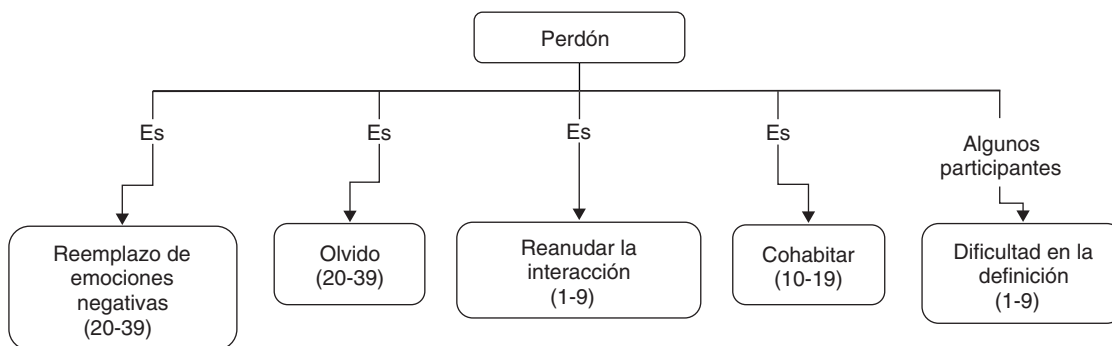 Perdón
Es
Es
Es
Es
Algunos
participantes
Reemplazo de
emociones
negativas
(20-39)
Olvido
(20-39)
Reanudar la
interacción
(1-9)
Cohabitar
(10-19)
Dificultad en la
definición
(1-9)